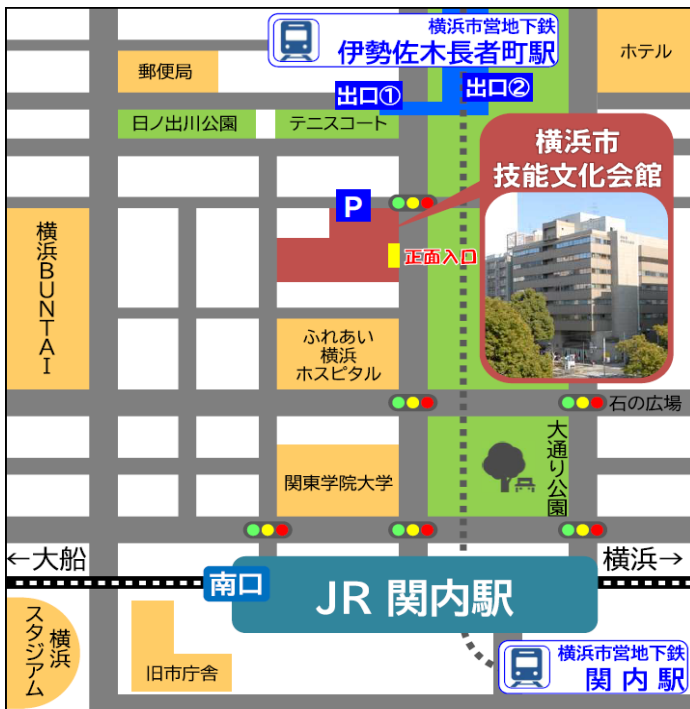 横浜市営地下鉄
伊勢佐木長者町駅
ホテル
郵便局
出口①
出口②
日ノ出川公園
テニスコート
横浜市
技能文化会館
P
横浜BUNTAI
正面入口
ふれあい
横浜
ホスピタル
石の広場
大通り公園
関東学院大学
←大船
横浜→
南口
JR 関内駅
横浜
スタジアム
旧市庁舎
横浜市営地下鉄
関内駅